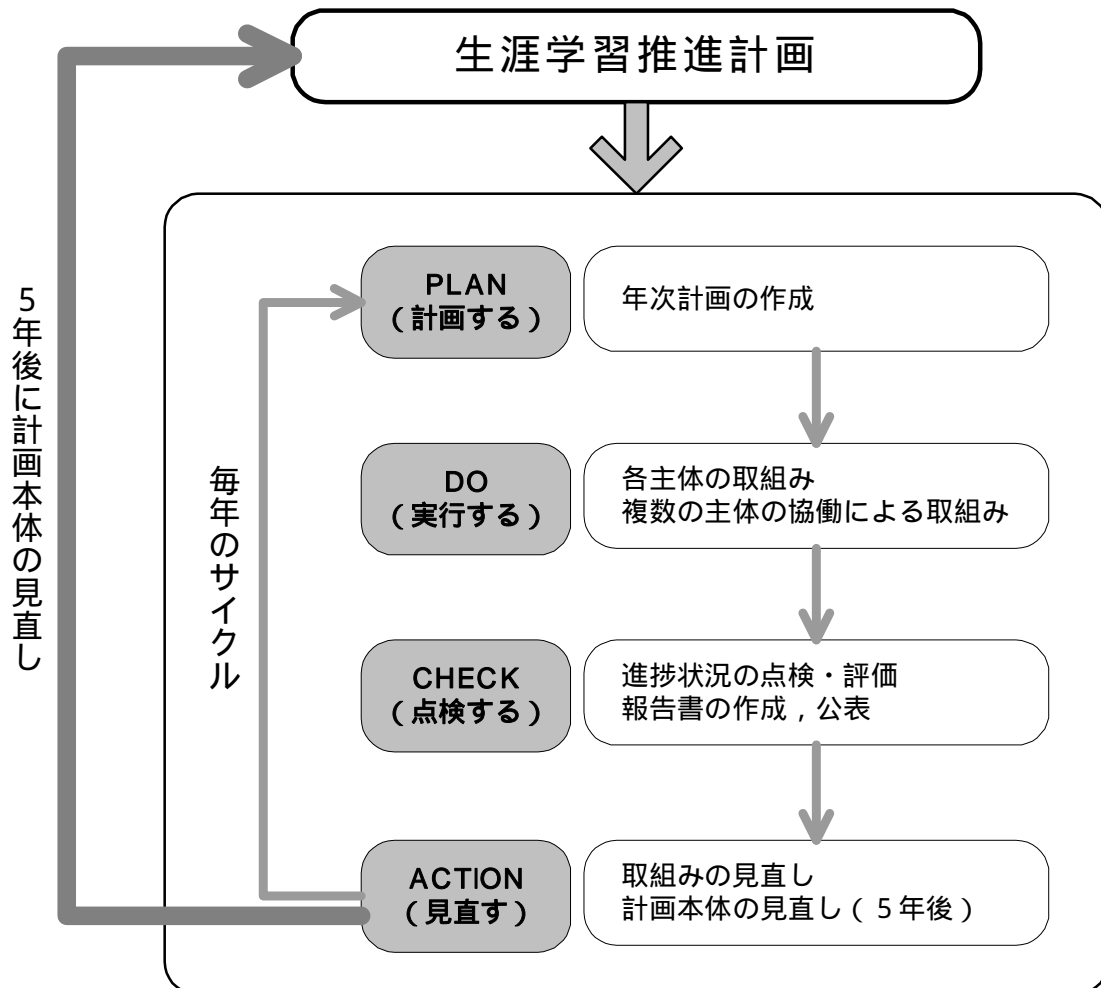 生涯学習推進計画
5年後に計画本体の見直し
毎年のサイクル
PLAN
(計画する)
年次計画の作成
DO
(実行する)
各主体の取組み
複数の主体の協働による取組み
CHECK
(点検する)
進捗状況の点検・評価
報告書の作成,公表
ACTION
(見直す)
取組みの見直し
計画本体の見直し(5年後)